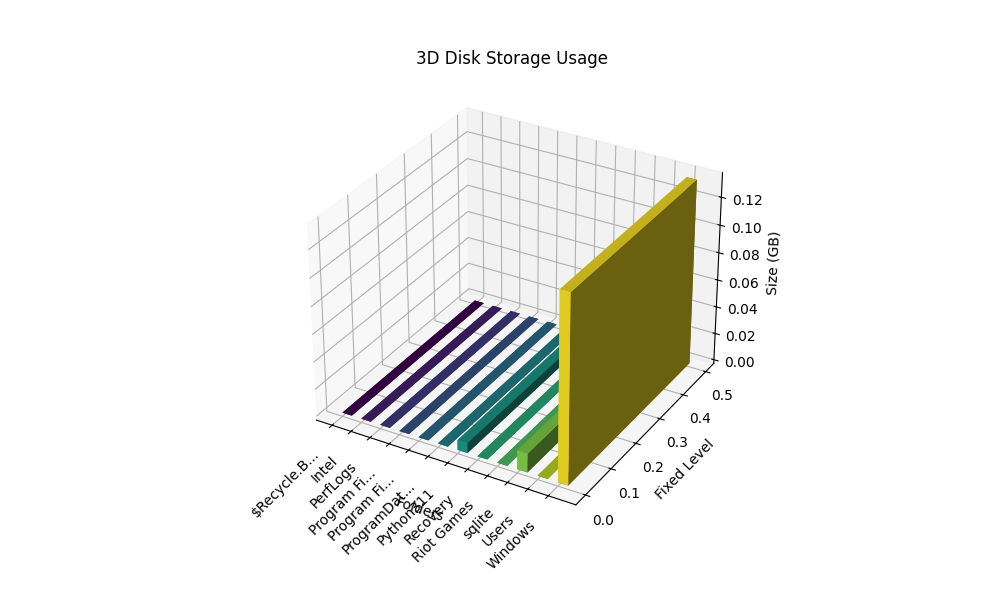 3D Disk Storage Usage
0.12
0.10
0.08
0.06
0.04
0.02
0.00
Size (GB)
0.5
0.4
0.3
0.2
0.1
0.0
Fixed Level
$Recycle.B...
Intel
PerfLogs
Program Fi...
Program Fi...
ProgramDat...
Python311
Recovery
Riot Games
sqlite
Users
Windows